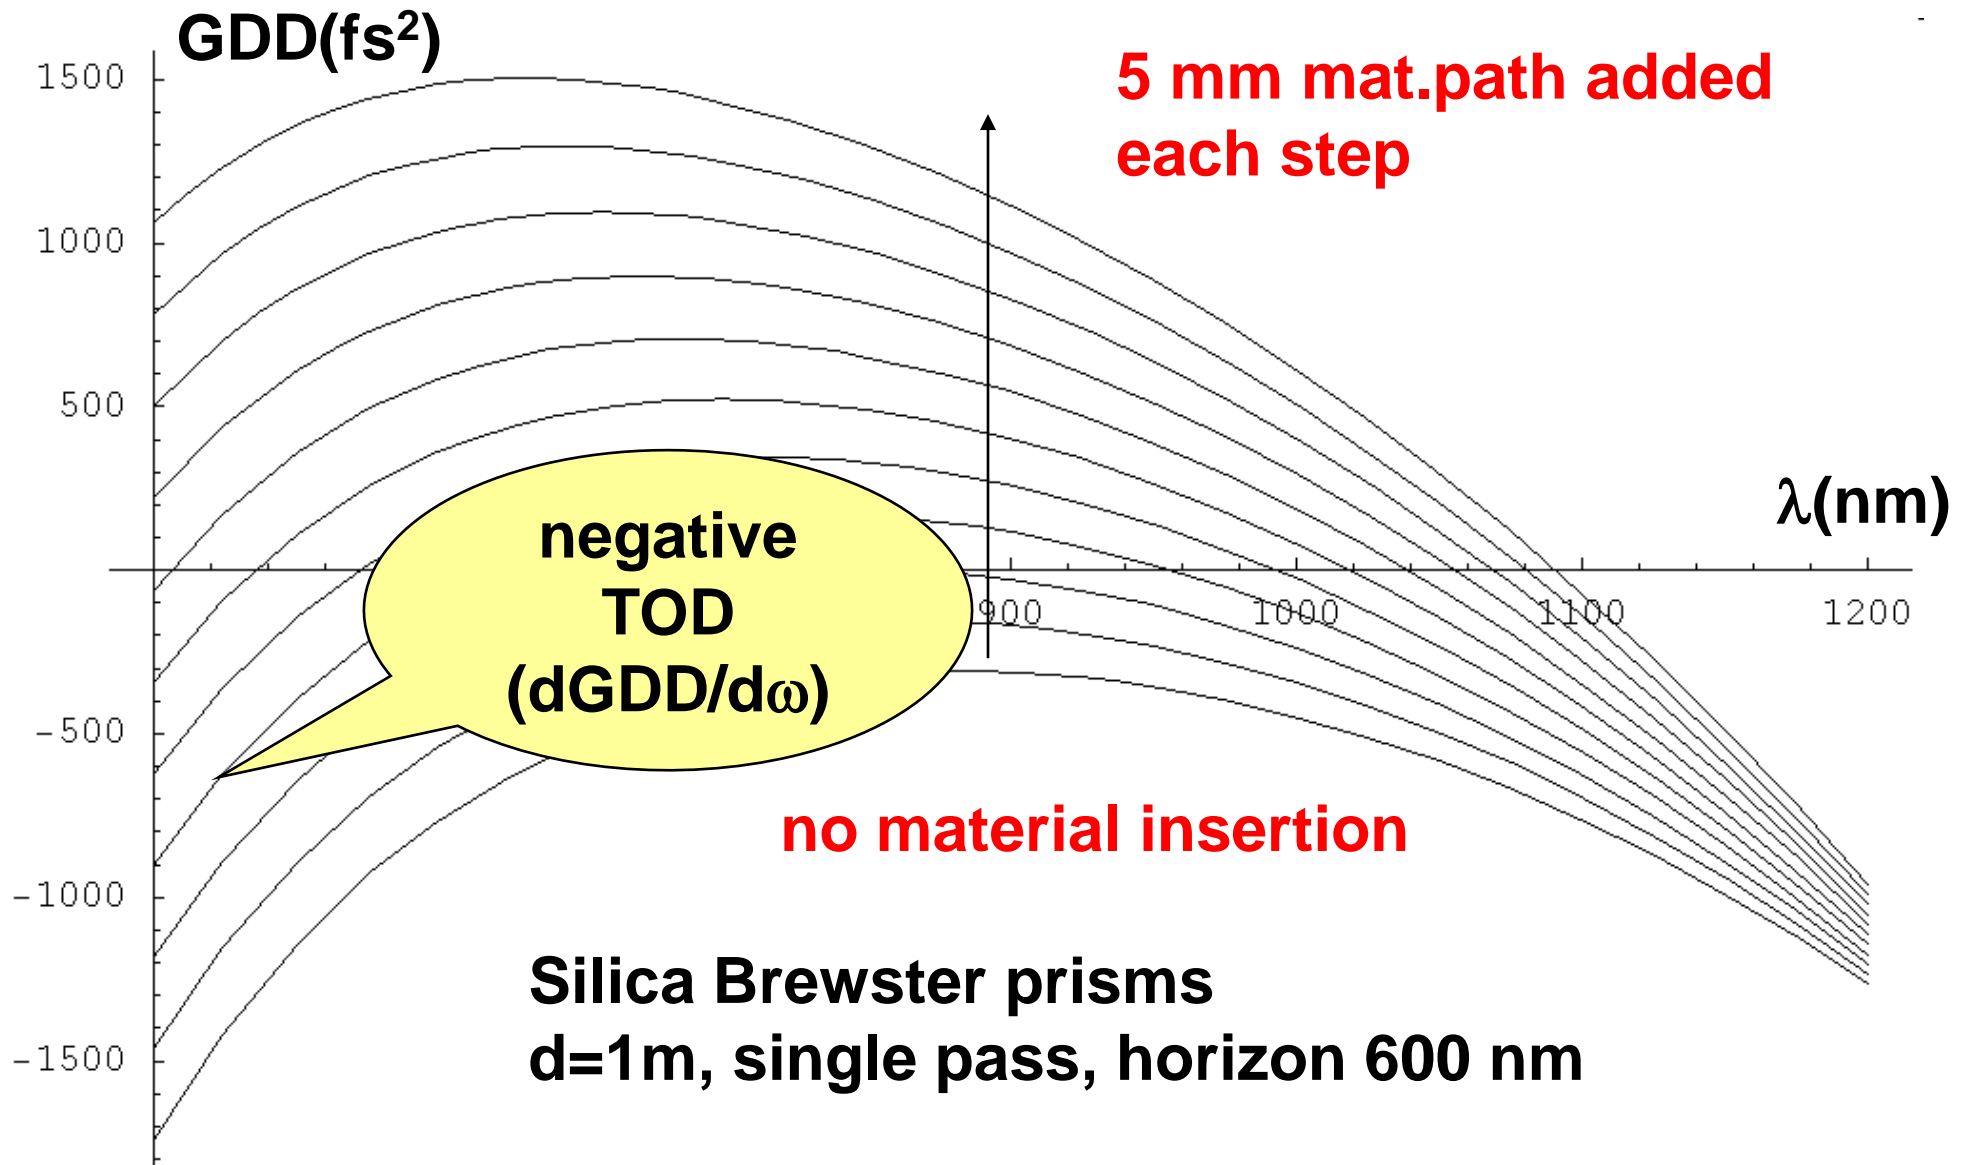 GDD(fs²)
5 mm mat.path added
each step
1500
1000
500
λ(nm)
negative
TOD
(dGDD/dω)
900
1000
1100
1200
-500
-1000
-1500
no material insertion
Silica Brewster prisms
d=1m, single pass, horizon 600 nm